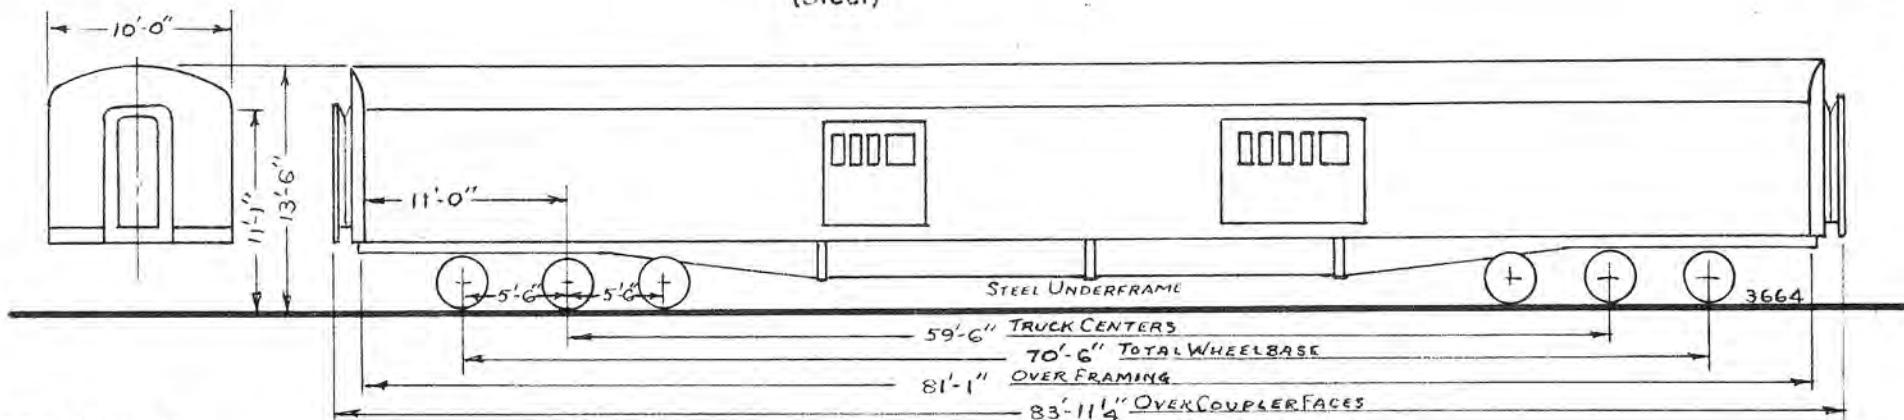 (Steel)
10'-0"
11'-1"
13'-6"
11'-0"
5'-6" 5'-6"
STEEL UNDERFRAME
3664
59'-6" TRUCK CENTERS
70'-6" TOTAL WHEELBASE
81'-1" OVER FRAMING
83'-11¼" OVER COUPLER FACES